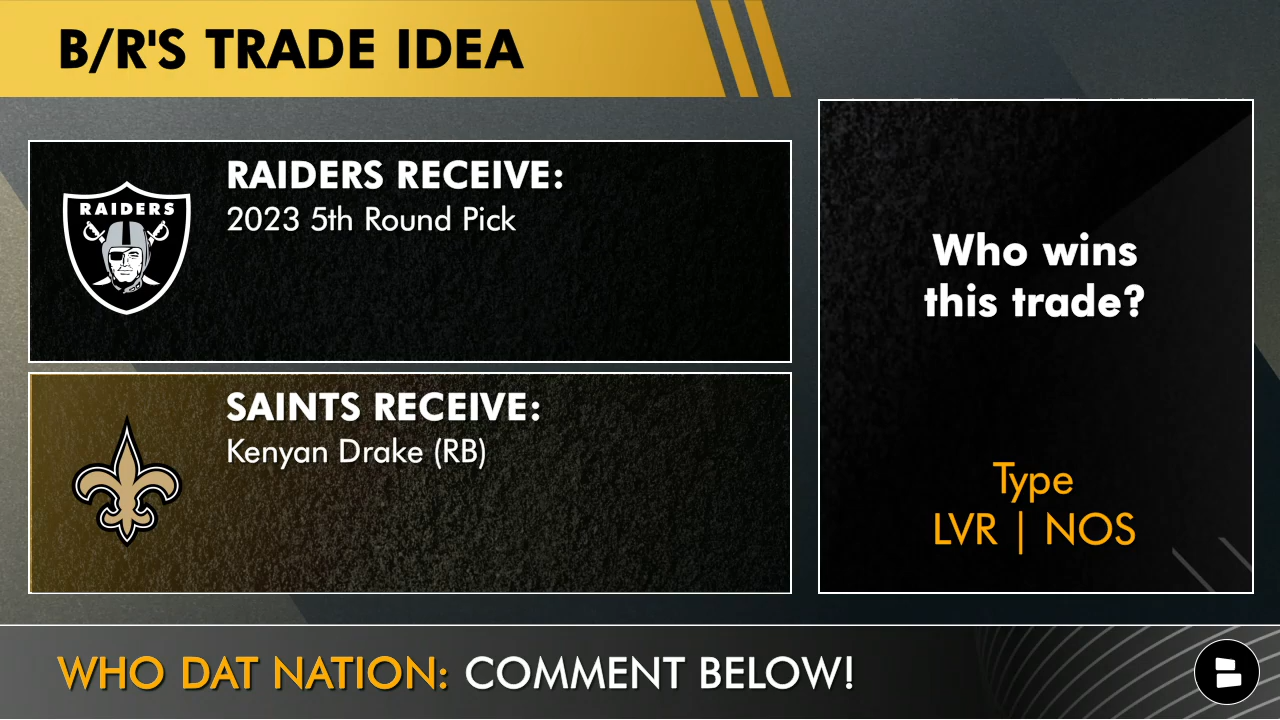 B/R'S TRADE IDEA
RAIDERS RECEIVE:
2023 5th Round Pick
RAIDERS
SAINTS RECEIVE:
Kenyan Drake (RB)
Who wins
this trade?
Type
LVR | NOS
WHO DAT NATION: COMMENT BELOW!